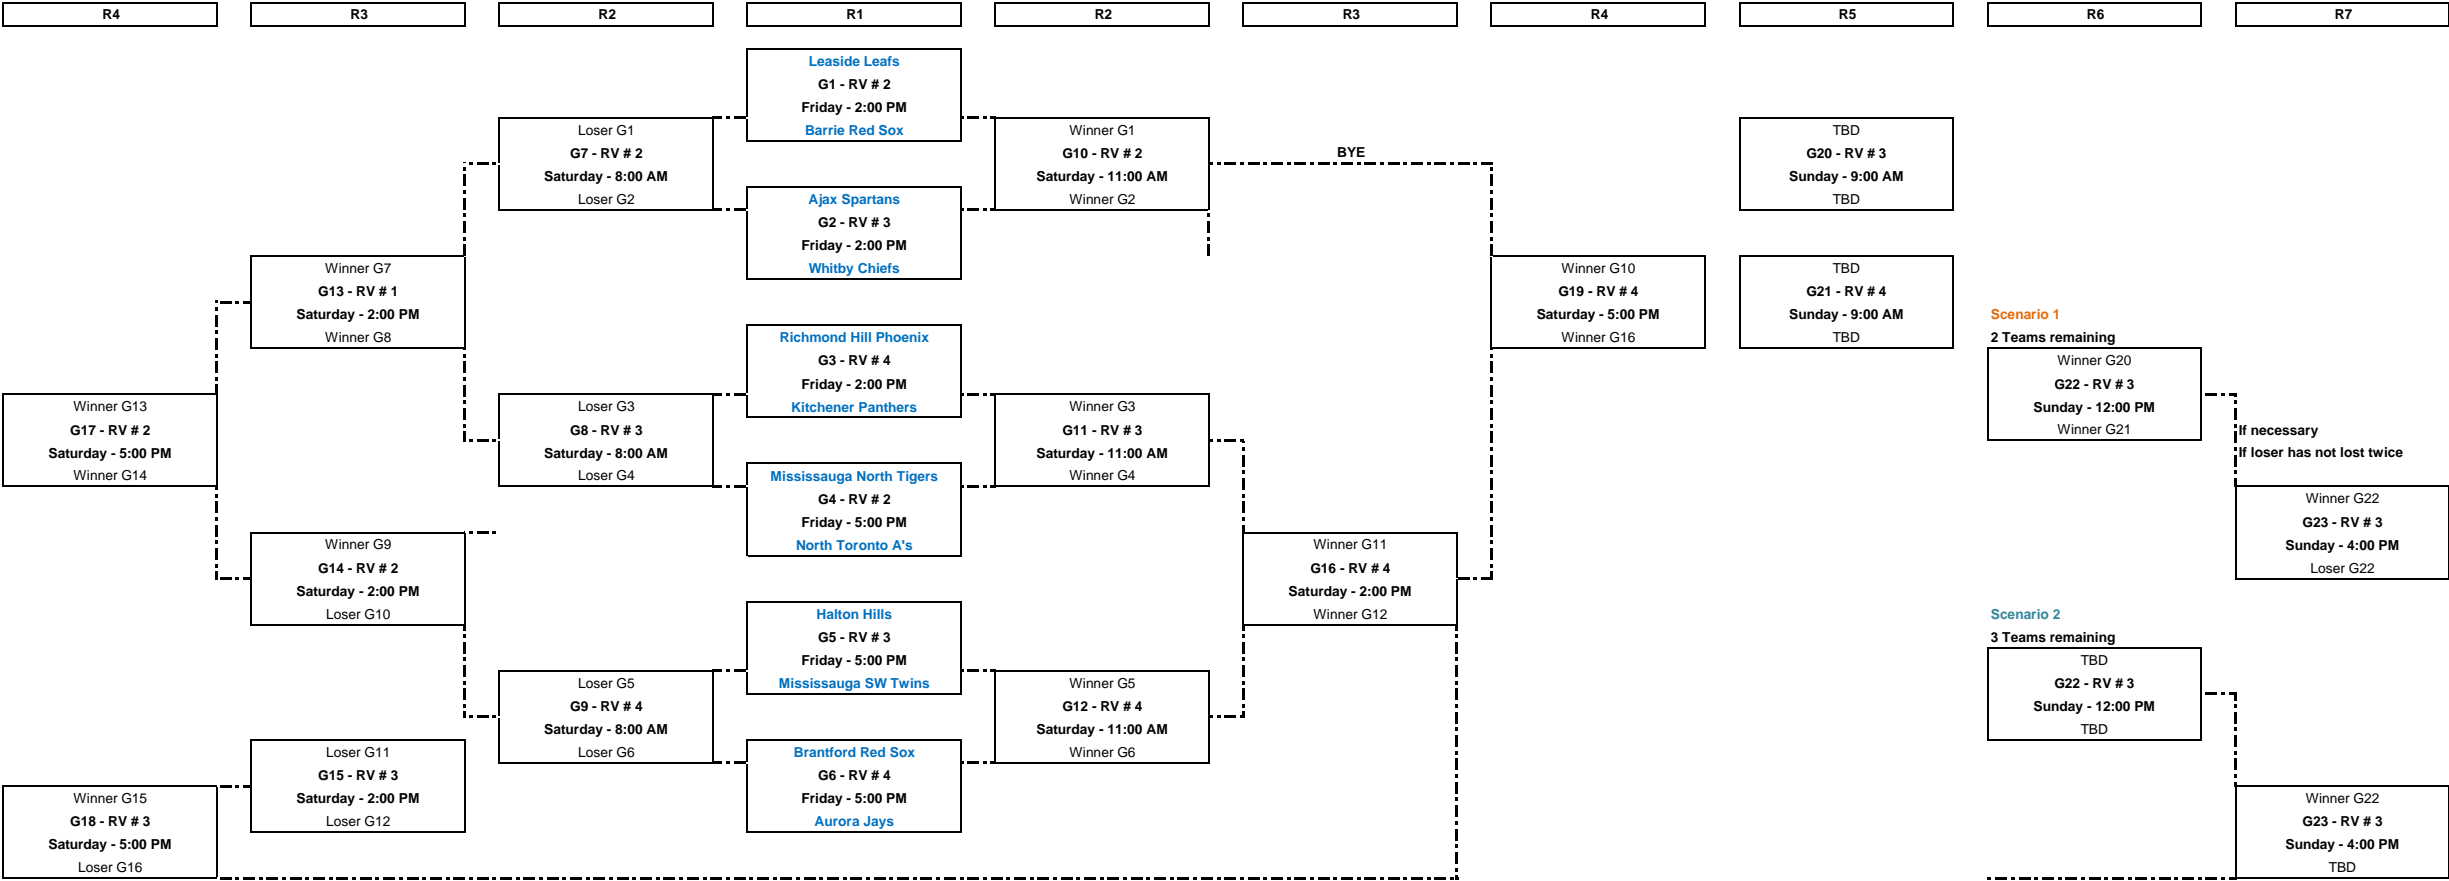 R4
R3
R2
R1
R2
R3
R4
R5
R6
R7
Leaside Leafs
G1 - RV # 2
Friday - 2:00 PM
Barrie Red Sox
Loser G1
G7 - RV # 2
Saturday - 8:00 AM
Loser G2
Winner G1
G10 - RV # 2
Saturday - 11:00 AM
Winner G2
BYE
TBD
G20 - RV # 3
Sunday - 9:00 AM
TBD
Ajax Spartans
G2 - RV # 3
Friday - 2:00 PM
Whitby Chiefs
Winner G7
G13 - RV # 1
Saturday - 2:00 PM
Winner G8
Winner G10
G19 - RV # 4
Saturday - 5:00 PM
Winner G16
TBD
G21 - RV # 4
Sunday - 9:00 AM
TBD
Scenario 1
2 Teams remaining
Winner G20
G22 - RV # 3
Sunday - 12:00 PM
Winner G21
Richmond Hill Phoenix
G3 - RV # 4
Friday - 2:00 PM
Kitchener Panthers
Winner G13
G17 - RV # 2
Saturday - 5:00 PM
Winner G14
Loser G3
G8 - RV # 3
Saturday - 8:00 AM
Loser G4
Winner G3
G11 - RV # 3
Saturday - 11:00 AM
Winner G4
If necessary
If loser has not lost twice
Mississauga North Tigers
G4 - RV # 2
Friday - 5:00 PM
North Toronto A's
Winner G22
G23 - RV # 3
Sunday - 4:00 PM
Loser G22
Winner G9
G14 - RV # 2
Saturday - 2:00 PM
Loser G10
Winner G11
G16 - RV # 4
Saturday - 2:00 PM
Winner G12
Halton Hills
G5 - RV # 3
Friday - 5:00 PM
Mississauga SW Twins
Scenario 2
3 Teams remaining
TBD
G22 - RV # 3
Sunday - 12:00 PM
TBD
Loser G5
G9 - RV # 4
Saturday - 8:00 AM
Loser G6
Winner G5
G12 - RV # 4
Saturday - 11:00 AM
Winner G6
Loser G11
G15 - RV # 3
Saturday - 2:00 PM
Loser G12
Brantford Red Sox
G6 - RV # 4
Friday - 5:00 PM
Aurora Jays
Winner G15
G18 - RV # 3
Saturday - 5:00 PM
Loser G16
Winner G22
G23 - RV # 3
Sunday - 4:00 PM
TBD